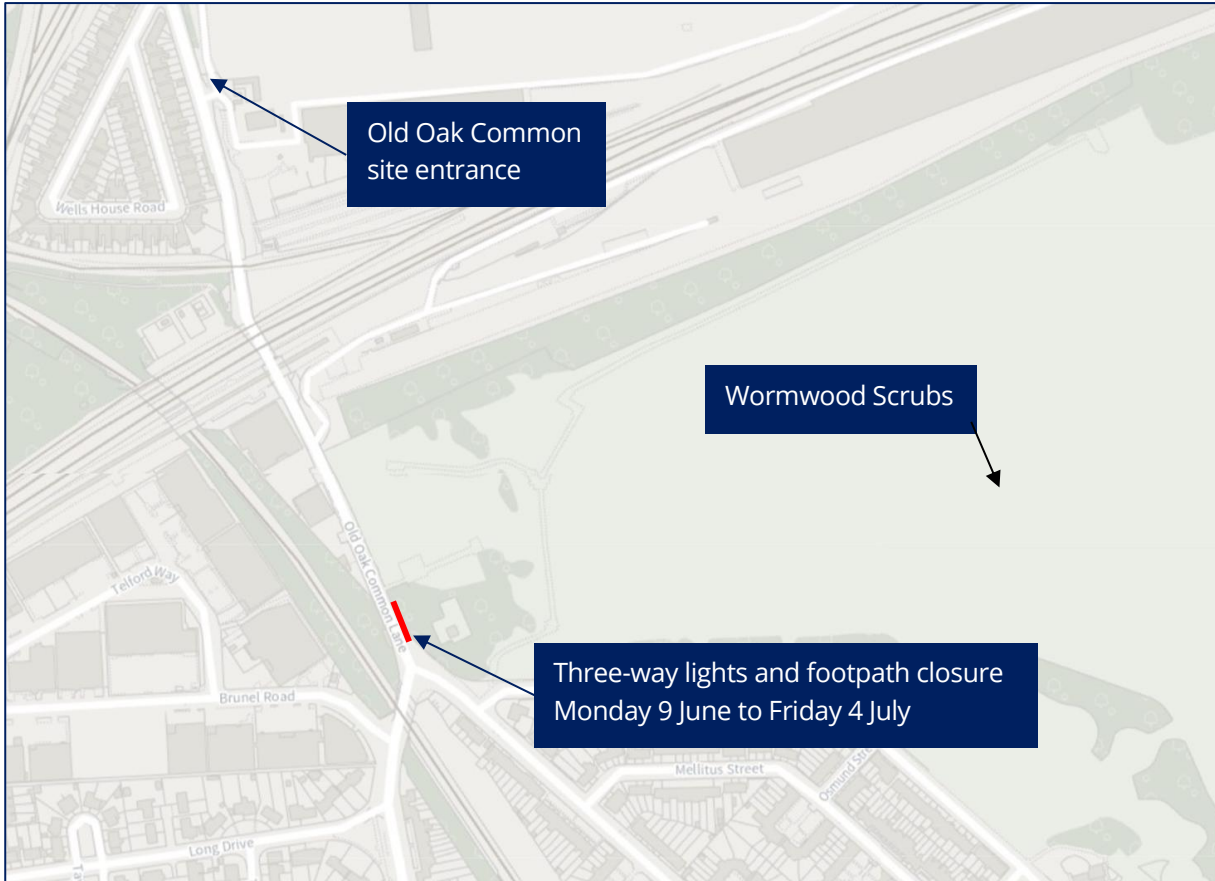 Old Oak Common
site entrance
Wells House Road
Wormwood Scrubs
Old Oak Common Lane
Telford Way
Three-way lights and footpath closure
Monday 9 June to Friday 4 July
Brunel Road
Mellitus Street
Osmund
Long Drive